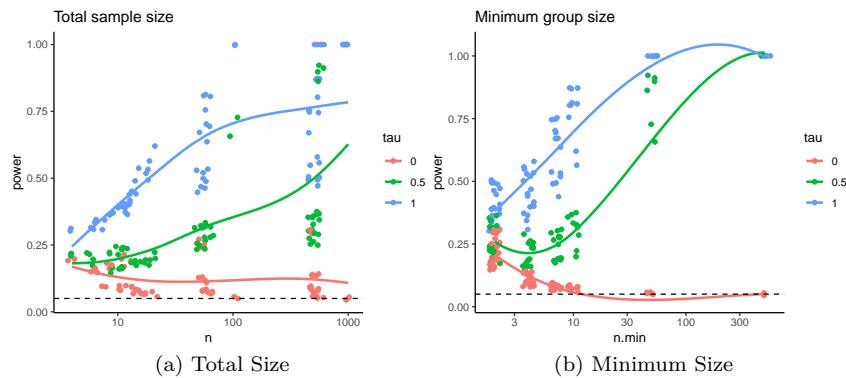 Total sample size
1.00
0.75
0.50
0.25
0.00
power
10
100
1000
n
tau
0
0.5
1
(a) Total Size
Minimum group size
1.00
0.75
0.50
0.25
0.00
power
3
10
30
100
300
n.min
tau
0
0.5
1
(b) Minimum Size